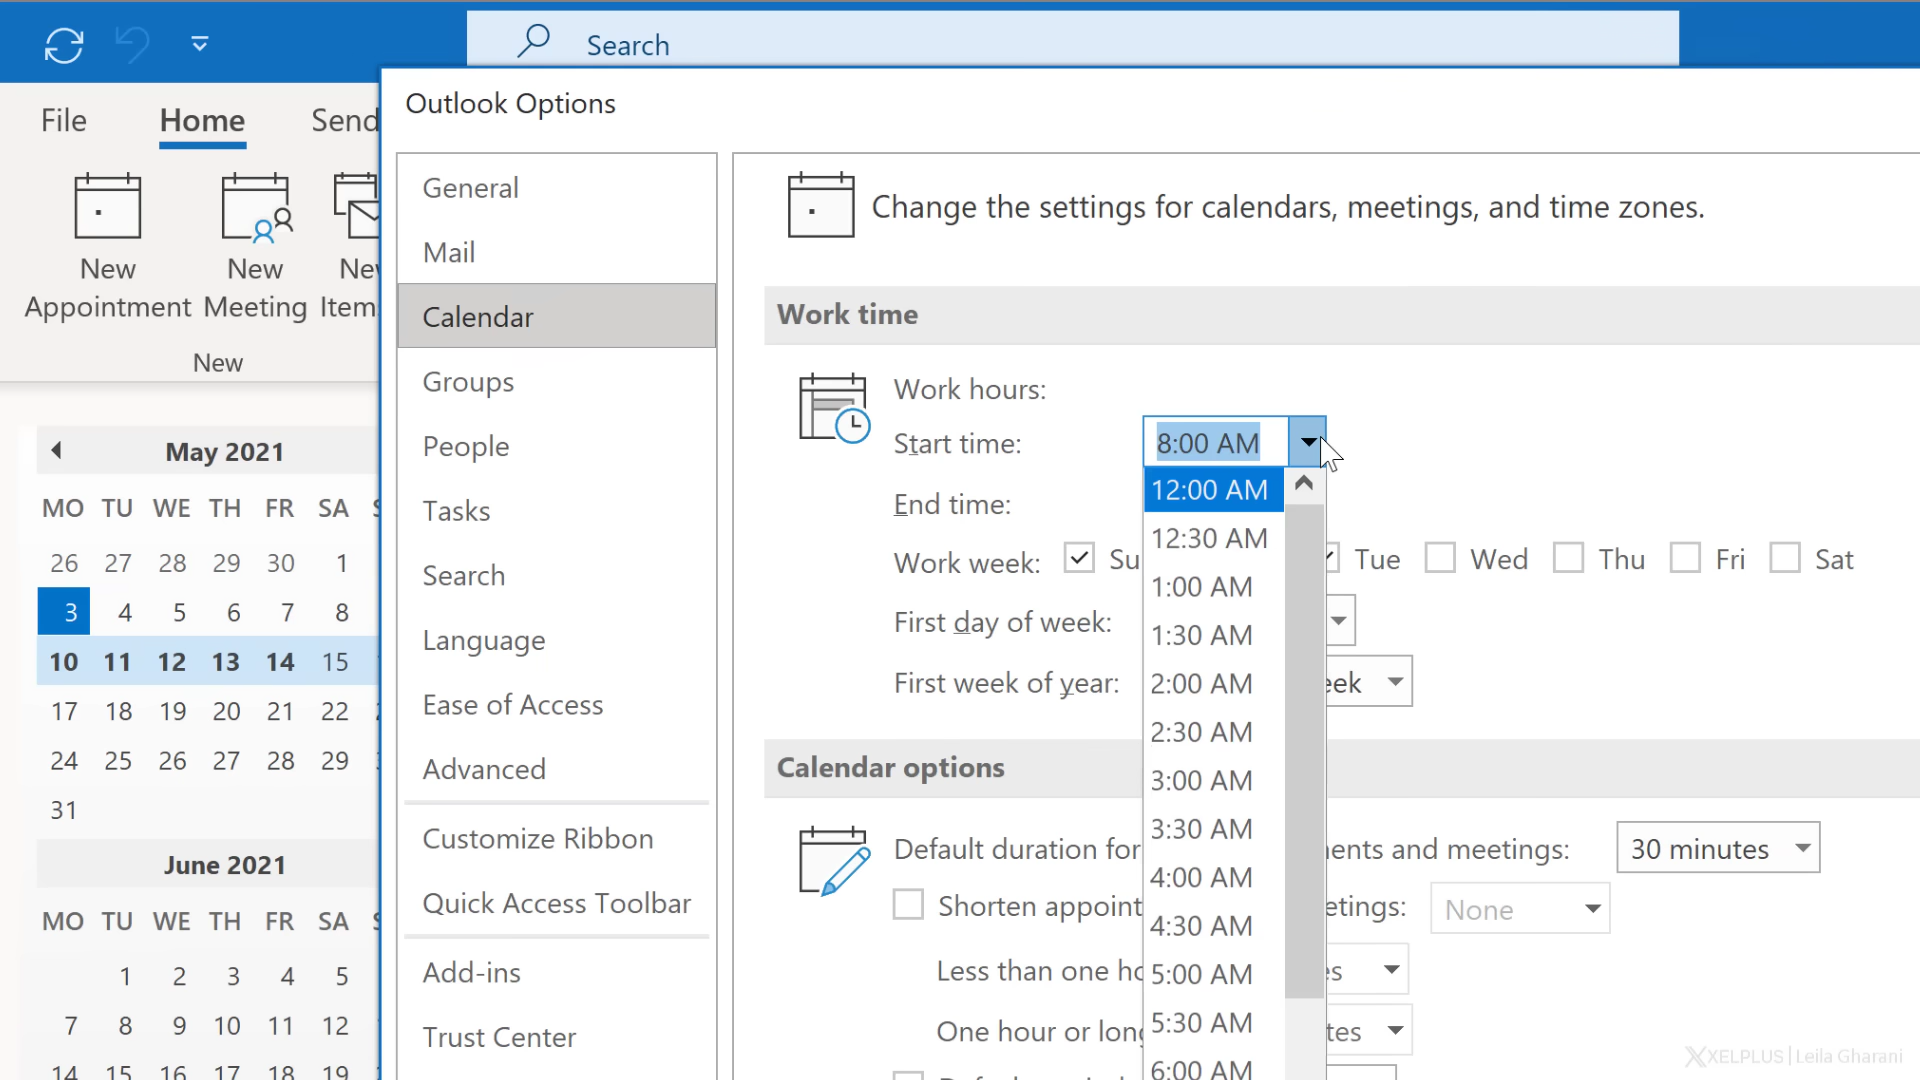 Search
Outlook Options
File Home Send
New Appointment
New Meeting
New Items
New
General
Mail
Calendar
Groups
People
Tasks
Search
Language
Ease of Access
Advanced
Customize Ribbon
Quick Access Toolbar
Add-ins
Trust Center
May 2021
MO TU WE TH FR SA
26 27 28 29 30 1
3 4 5 6 7 8
10 11 12 13 14 15
17 18 19 20 21 22
24 25 26 27 28 29
31
June 2021
MO TU WE TH FR SA
1 2 3 4 5
7 8 9 10 11 12
14 15 16 17 18 19
Change the settings for calendars, meetings, and time zones.
Work time
Work hours:
Start time: 8:00 AM
End time:
Work week: Su Tue Wed Thu Fri Sat
First day of week:
First week of year: eek
12:00 AM
12:30 AM
1:00 AM
1:30 AM
2:00 AM
2:30 AM
3:00 AM
3:30 AM
4:00 AM
4:30 AM
5:00 AM
5:30 AM
6:00 AM
Calendar options
Default duration for ents and meetings: 30 minutes
Shorten appoint etings: None
Less than one ho es
One hour or long tes
XELPLUS | Leila Gharani